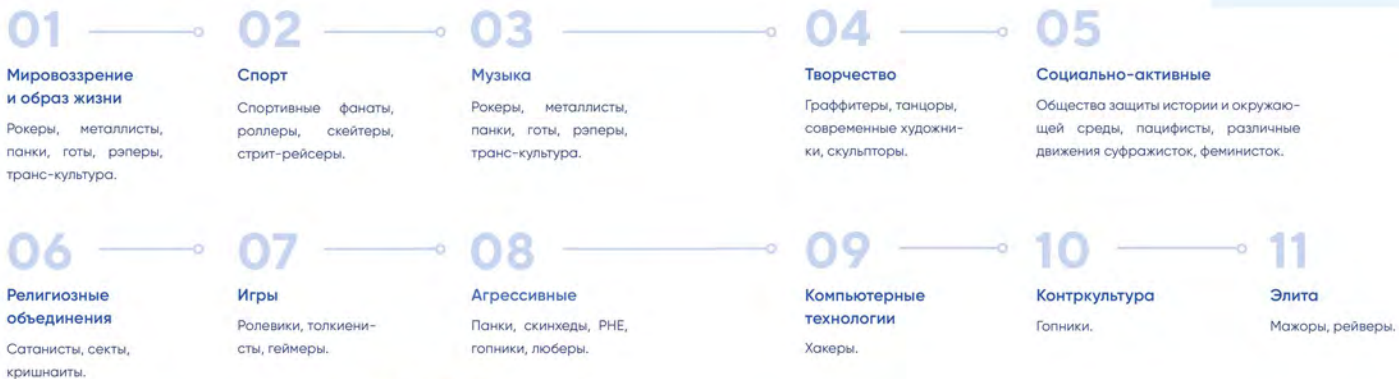 01
Мировоззрение
и образ жизни
Рокеры, металлисты,
панки, готы, рэперы,
транс-культура.
02
Спорт
Спортивные фанаты,
роллеры, скейтеры,
стрит-рейсеры.
03
Музыка
Рокеры, металлисты,
панки, готы, рэперы,
транс-культура.
04
Творчество
Граффитеры, танцоры,
современные художни-
ки, скульпторы.
05
Социально-активные
Общества защиты истории и окружаю-
щей среды, пацифисты, различные
движения суфражисток, феминисток.
06
Религиозные
объединения
Сатанисты, секты,
кришнаиты.
07
Игры
Ролевики, толкиени-
сты, геймеры.
08
Агрессивные
Панки, скинхеды, РНЕ,
гопники, люберы.
09
Компьютерные
технологии
Хакеры.
10
Контркультура
Гопники.
11
Элита
Мажоры, рейверы.